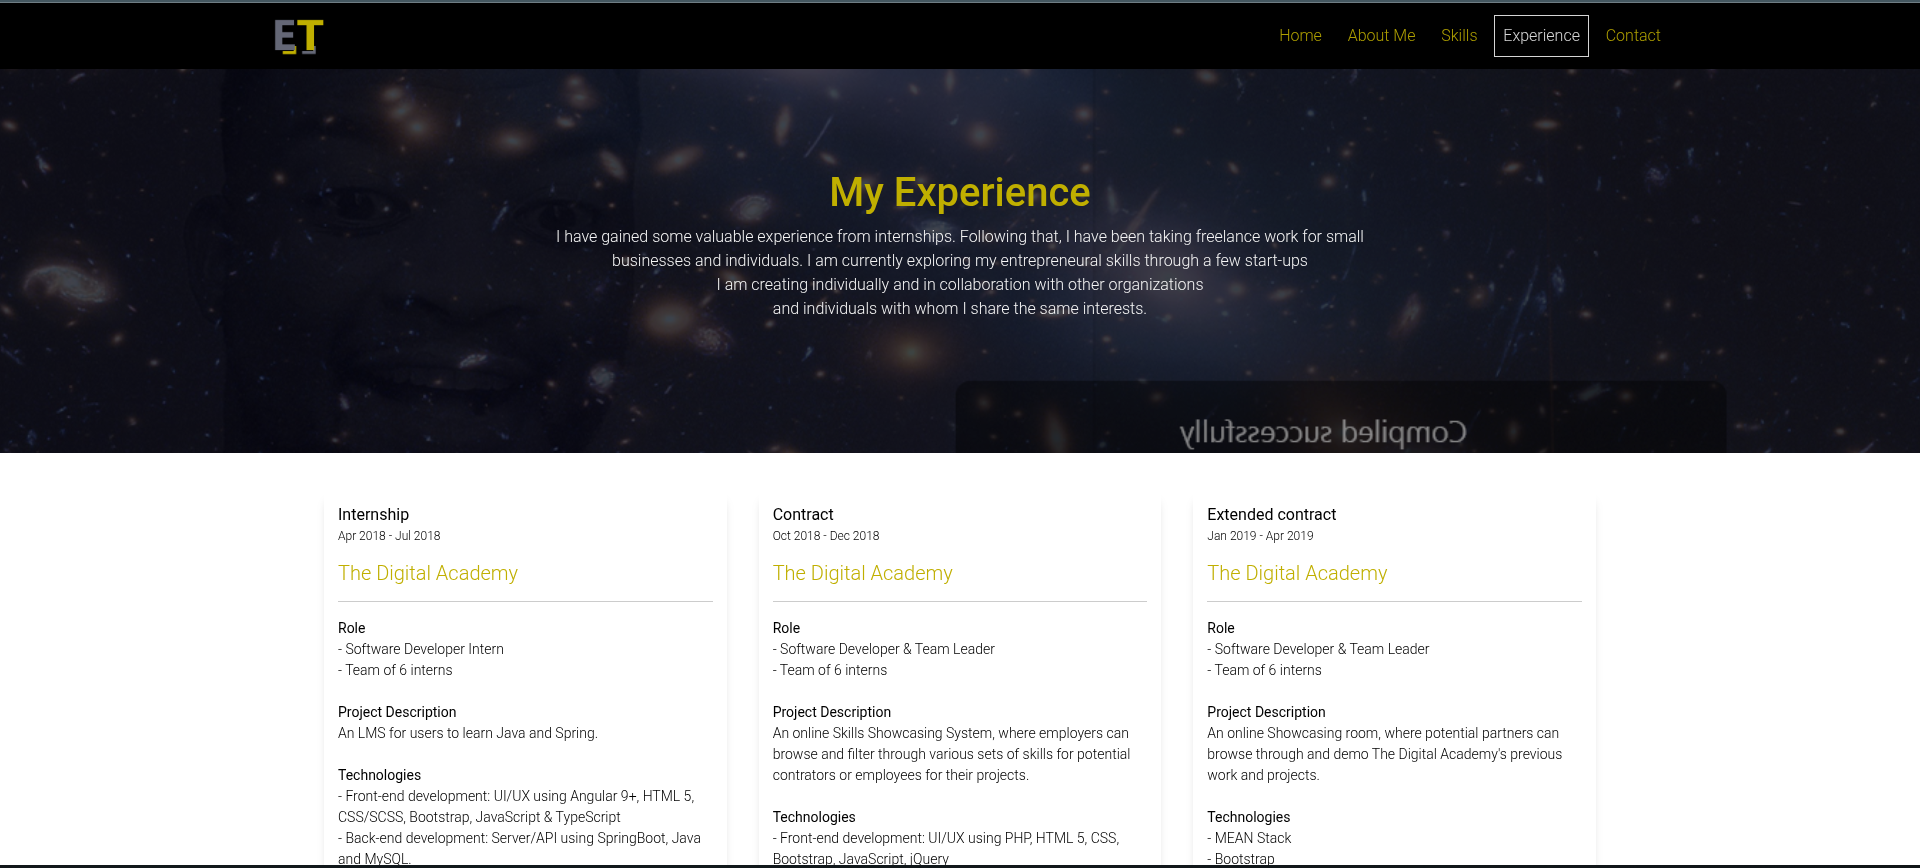 ET
Home About Me Skills Experience Contact
My Experience
I have gained some valuable experience from internships. Following that, I have been taking freelance work for small
businesses and individuals. I am currently exploring my entrepreneural skills through a few start-ups
I am creating individually and in collaboration with other organizations
and individuals with whom I share the same interests.
Compiled successfully
Internship
Apr 2018 - Jul 2018
The Digital Academy
Role
- Software Developer Intern
- Team of 6 interns
Project Description
An LMS for users to learn Java and Spring.
Technologies
- Front-end development: UI/UX using Angular 9+, HTML 5,
CSS/SCSS, Bootstrap, JavaScript & TypeScript
- Back-end development: Server/API using SpringBoot, Java
and MySQL.
Contract
Oct 2018 - Dec 2018
The Digital Academy
Role
- Software Developer & Team Leader
- Team of 6 interns
Project Description
An online Skills Showcasing System, where employers can
browse and filter through various sets of skills for potential
contrators or employees for their projects.
Technologies
- Front-end development: UI/UX using PHP, HTML 5, CSS,
Bootstrap, JavaScript, jQuery
Extended contract
Jan 2019 - Apr 2019
The Digital Academy
Role
- Software Developer & Team Leader
- Team of 6 interns
Project Description
An online Showcasing room, where potential partners can
browse through and demo The Digital Academy's previous
work and projects.
Technologies
- MEAN Stack
- Bootstrap